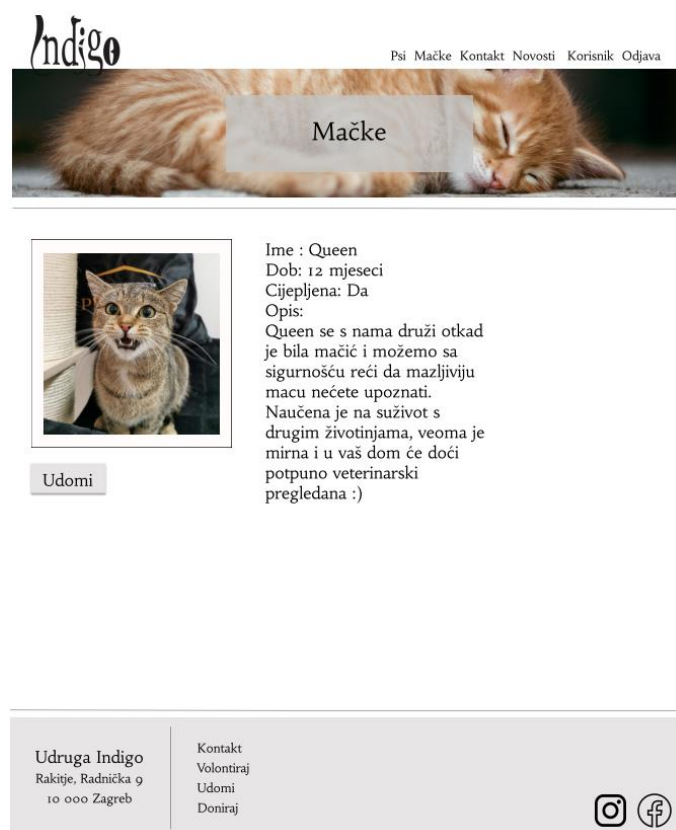 Indigo
Psi Mačke Kontakt Novosti Korisnik Odjava
Mačke
Ime : Queen
Dob: 12 mjeseci
Cijepljena: Da
Opis:
Queen se s nama druži otkad
je bila mačić i možemo sa
sigurnošću reći da mazljiviju
macu nećete upoznati.
Naučena je na suživot s
drugim životinjama, veoma je
mirna i u vaš dom će doći
potpuno veterinarski
pregledana :)
Udomi
Udruga Indigo
Rakitje, Radnička 9
10 000 Zagreb
Kontakt
Volontiraj
Udomi
Doniraj